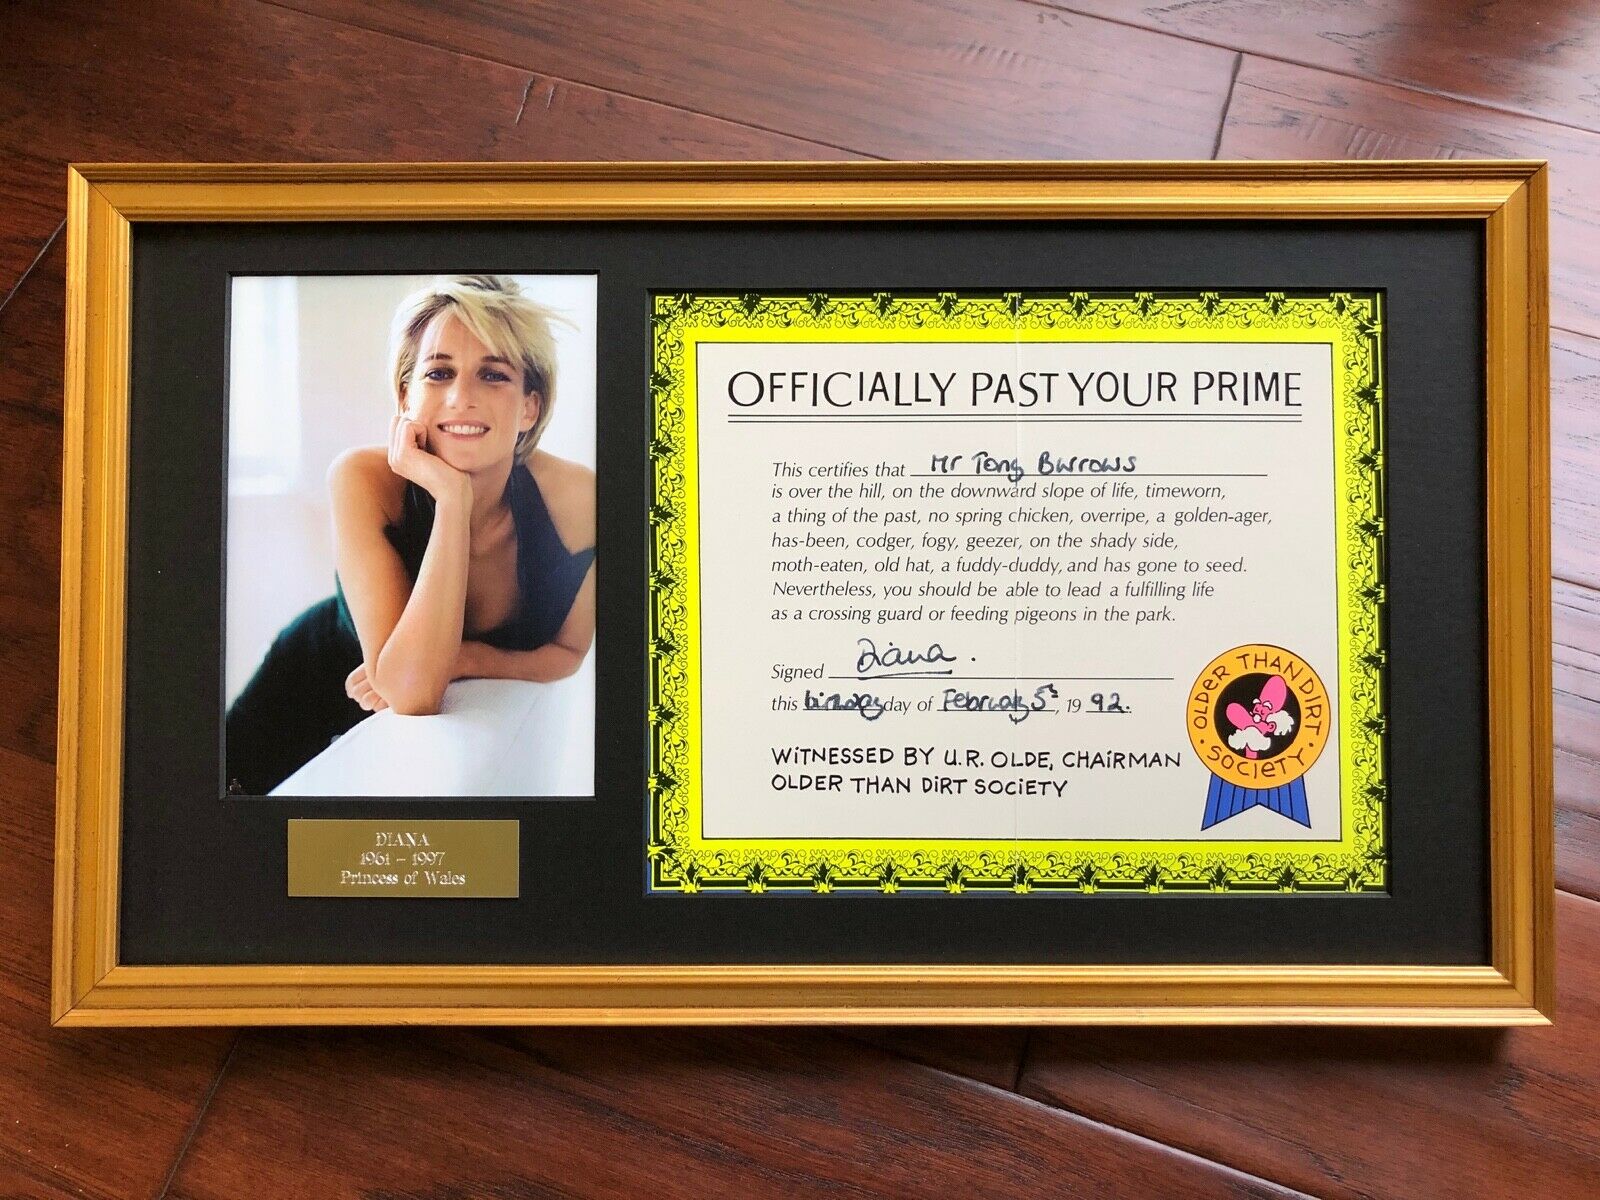 OFFICIALLY PAST YOUR PRIME
This certifies that Mr Tony Burrows
is over the hill, on the downward slope of life, timeworn,
a thing of the past, no spring chicken, overripe, a golden-ager,
has-been, codger, fogy, geezer, on the shady side,
moth-eaten, old hat, a fuddy-duddy, and has gone to seed.
Nevertheless, you should be able to lead a fulfilling life
as a crossing guard or feeding pigeons in the park.
Signed Diana.
this birthday day of February 5th, 1992.
WITNESSED BY U.R. OLDE, CHAIRMAN
OLDER THAN DIRT SOCIETY
OLDER THAN DIRT
· SOCIETY ·
DIANA
1961 – 1997
Princess of Wales